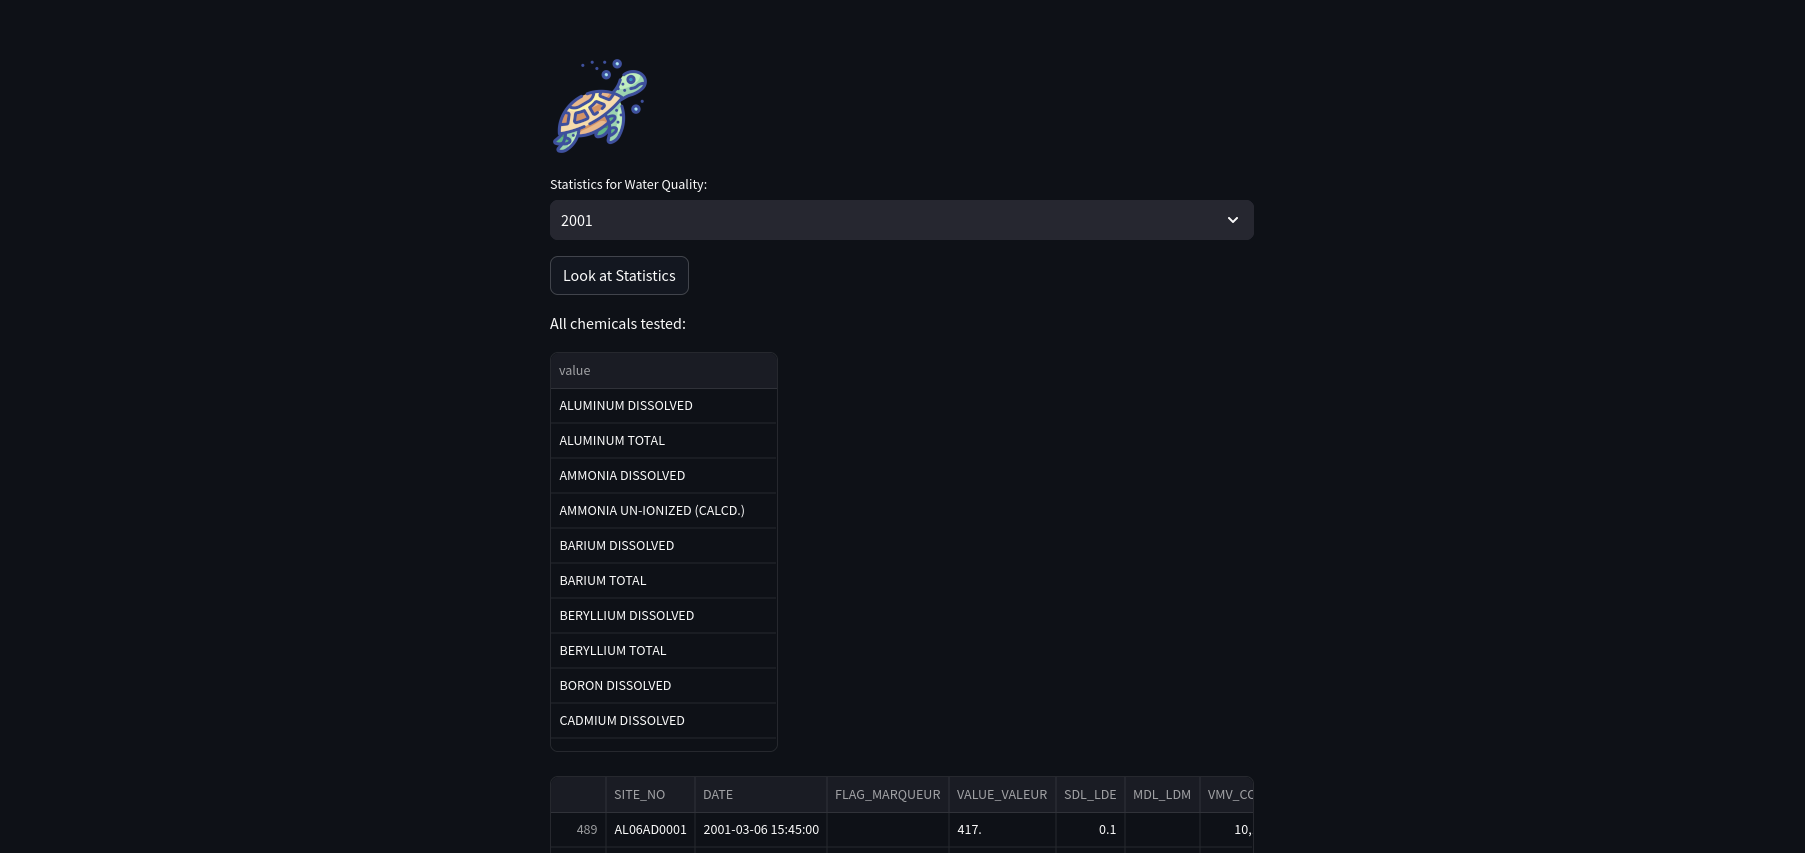 Statistics for Water Quality:
2001
Look at Statistics
All chemicals tested:
value
ALUMINUM DISSOLVED
ALUMINUM TOTAL
AMMONIA DISSOLVED
AMMONIA UN-IONIZED (CALCD.)
BARIUM DISSOLVED
BARIUM TOTAL
BERYLLIUM DISSOLVED
BERYLLIUM TOTAL
BORON DISSOLVED
CADMIUM DISSOLVED
SITE_NO DATE FLAG_MARQUEUR VALUE_VALEUR SDL_LDE MDL_LDM VMV_CO
489 AL06AD0001 2001-03-06 15:45:00 417. 0.1 10,